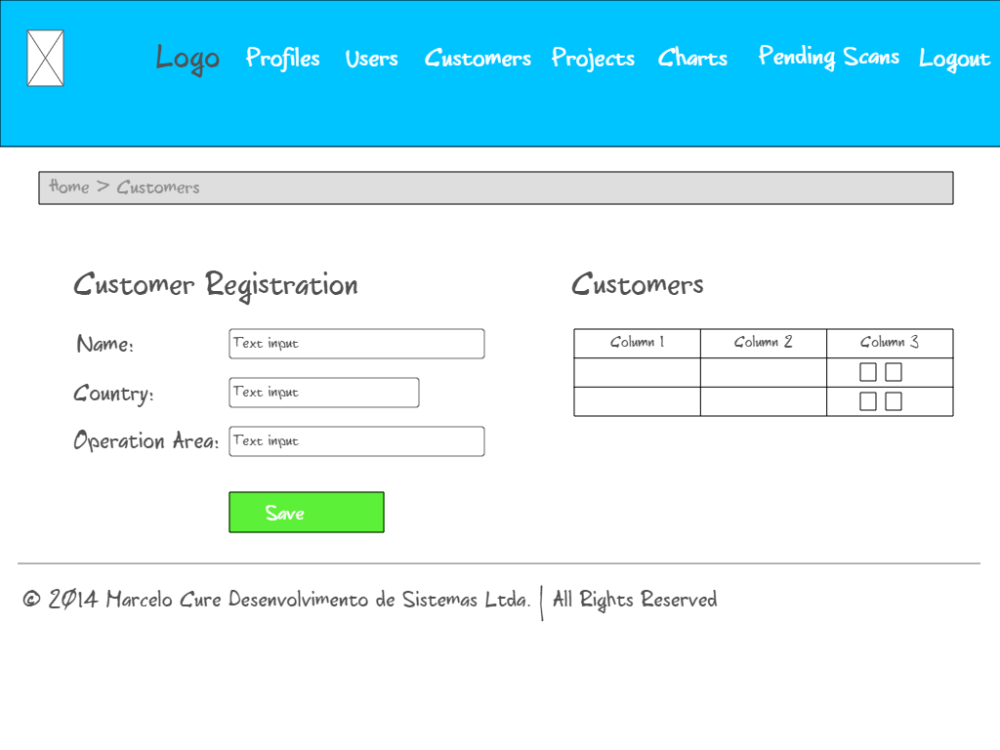 Logo Profiles Users Customers Projects Charts Pending Scans Logout
Home > Customers
Customer Registration
Name: Text input
Country: Text input
Operation Area: Text input
Save
Customers
Column 1 Column 2 Column 3
© 2014 Marcelo Cure Desenvolvimento de Sistemas Ltda. | All Rights Reserved